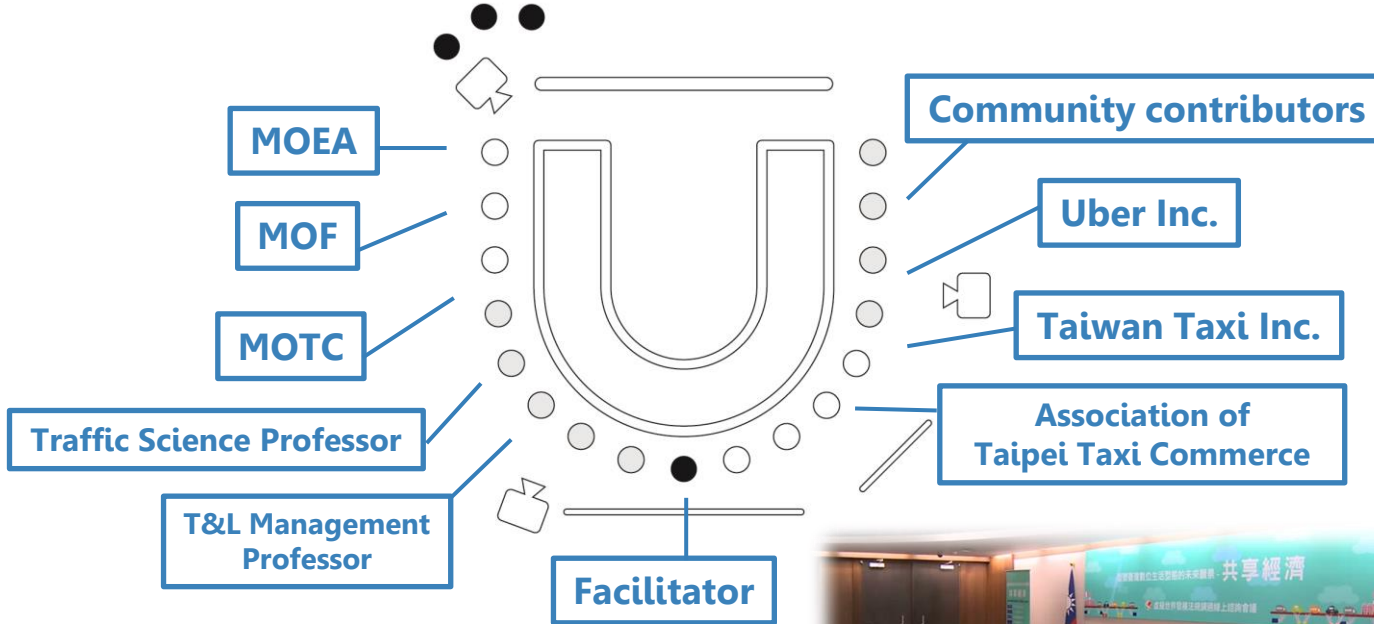 MOEA
MOF
MOTC
Traffic Science Professor
T&L Management
Professor
Facilitator
Community contributors
Uber Inc.
Taiwan Taxi Inc.
Association of
Taipei Taxi Commerce
共享經濟